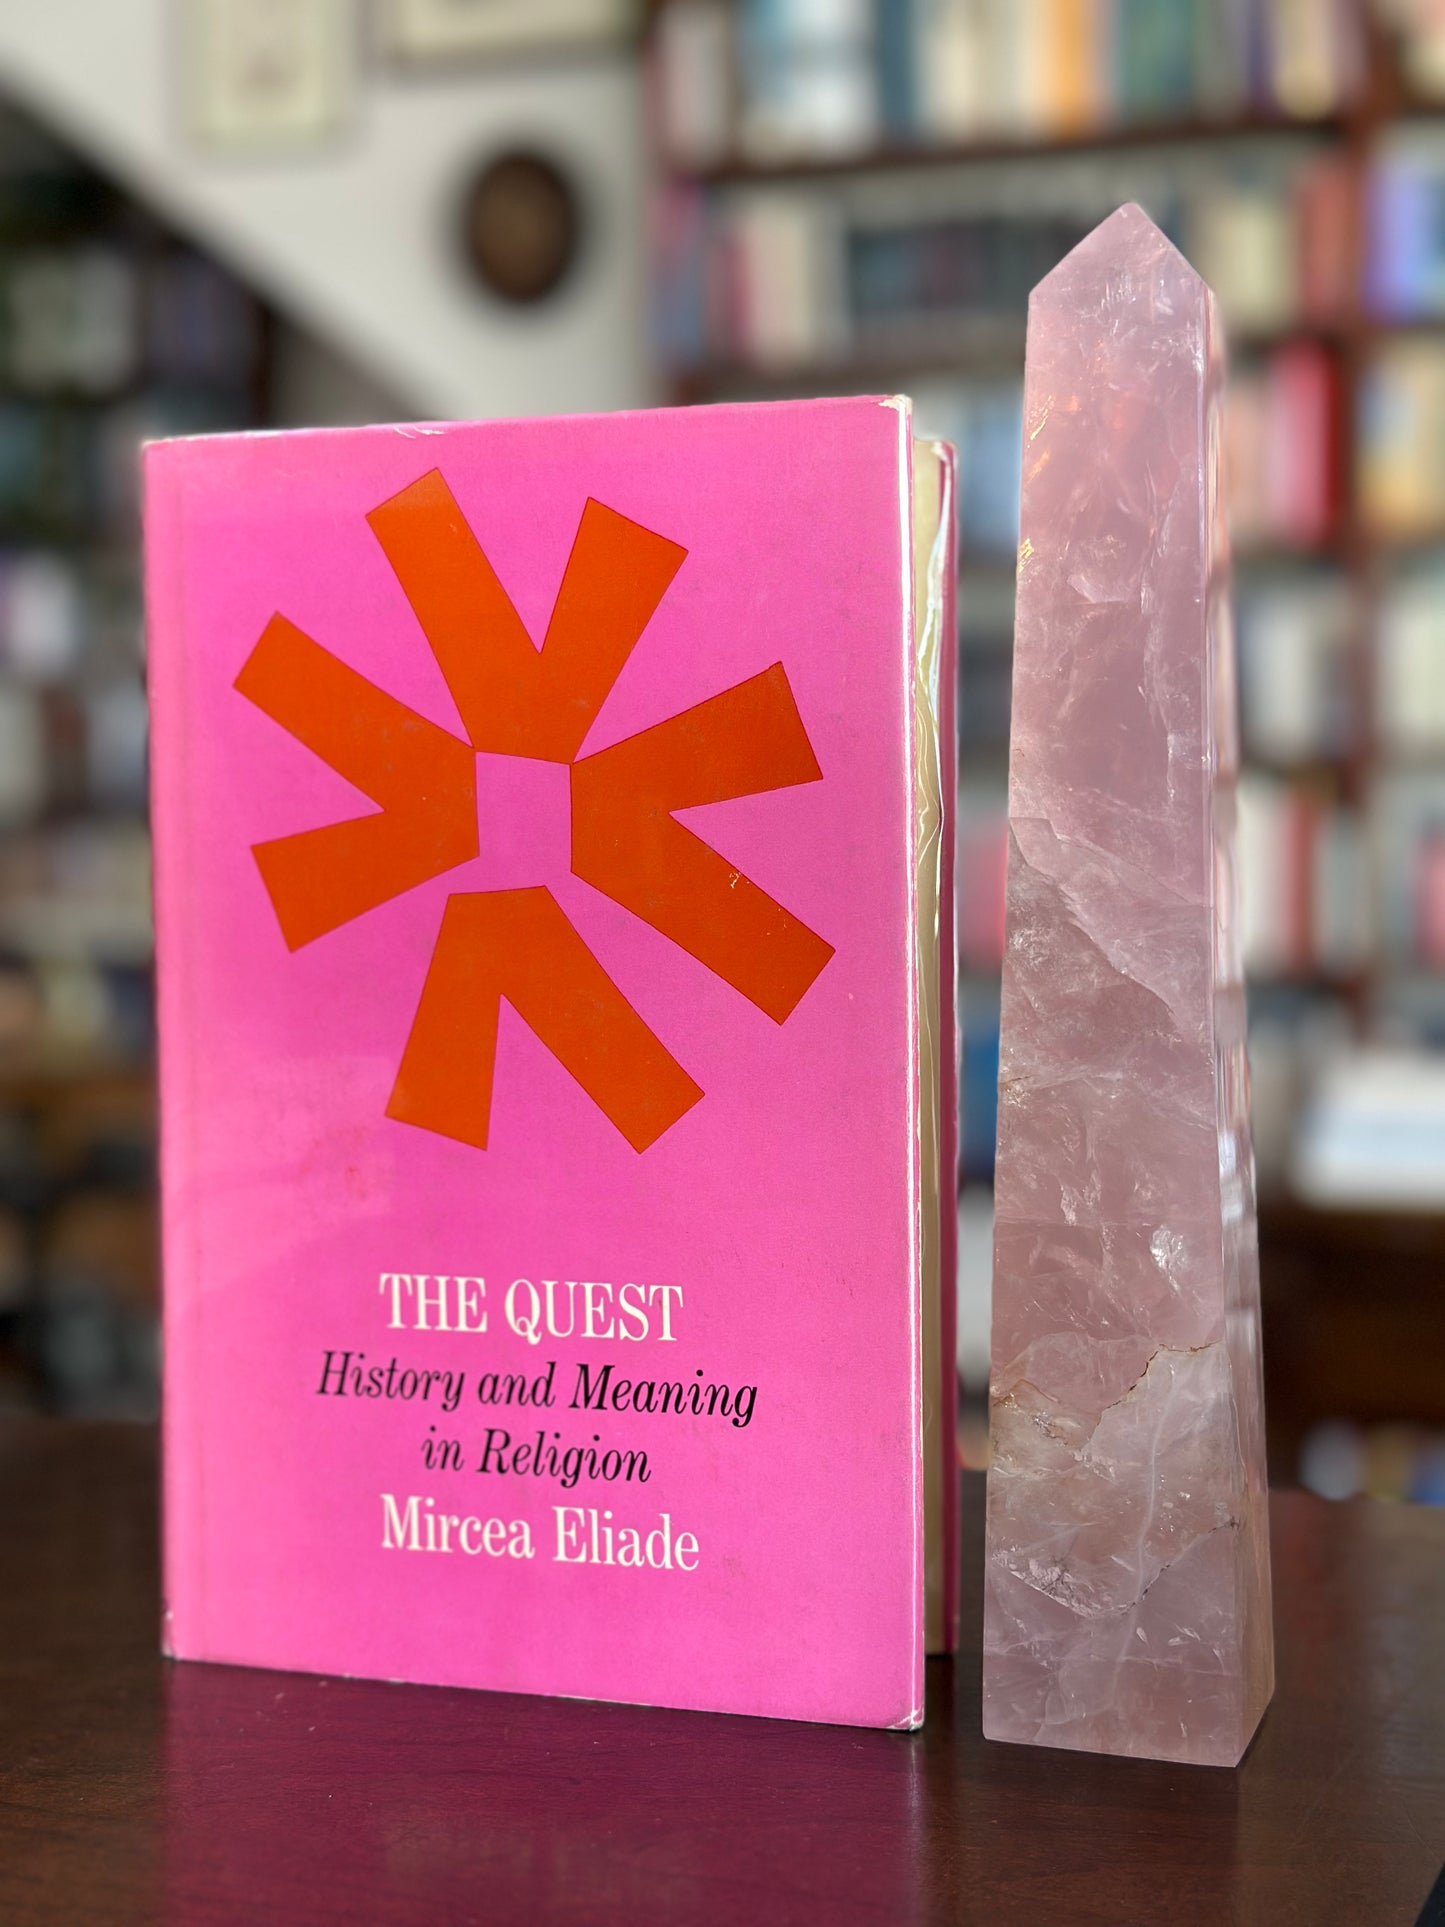 THE QUEST
History and Meaning
in Religion
Mircea Eliade